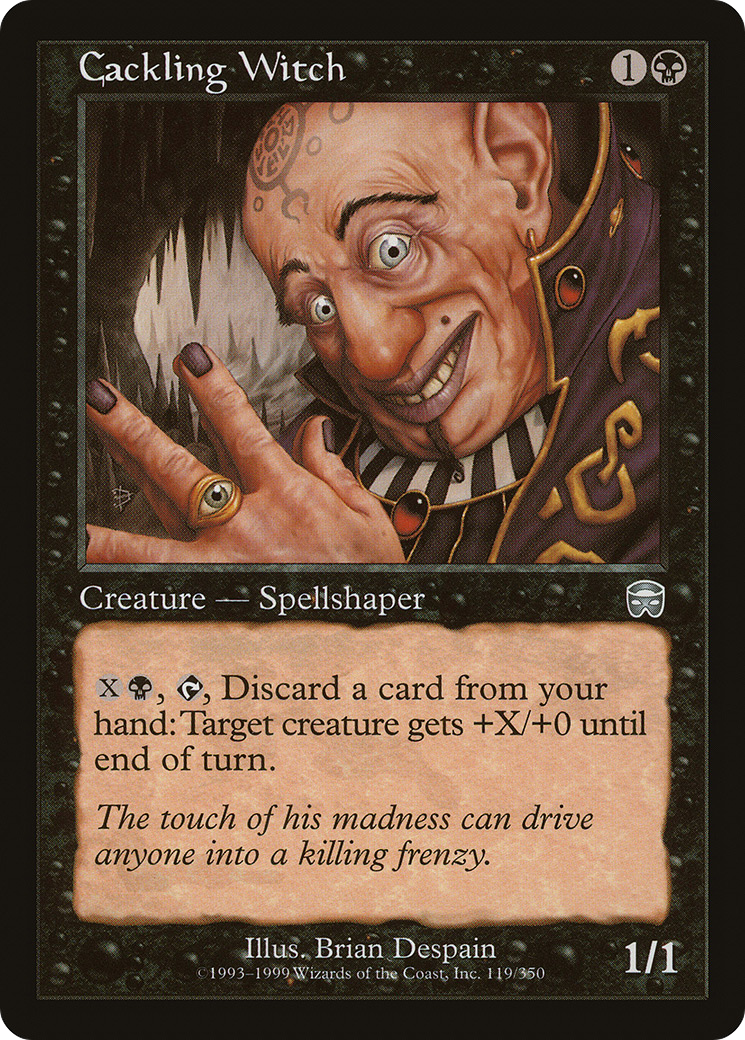 Cackling Witch
1
Creature — Spellshaper
X, , Discard a card from your
hand: Target creature gets +X/+0 until
end of turn.
The touch of his madness can drive
anyone into a killing frenzy.
Illus. Brian Despain
©1993–1999 Wizards of the Coast, Inc. 119/350
1/1